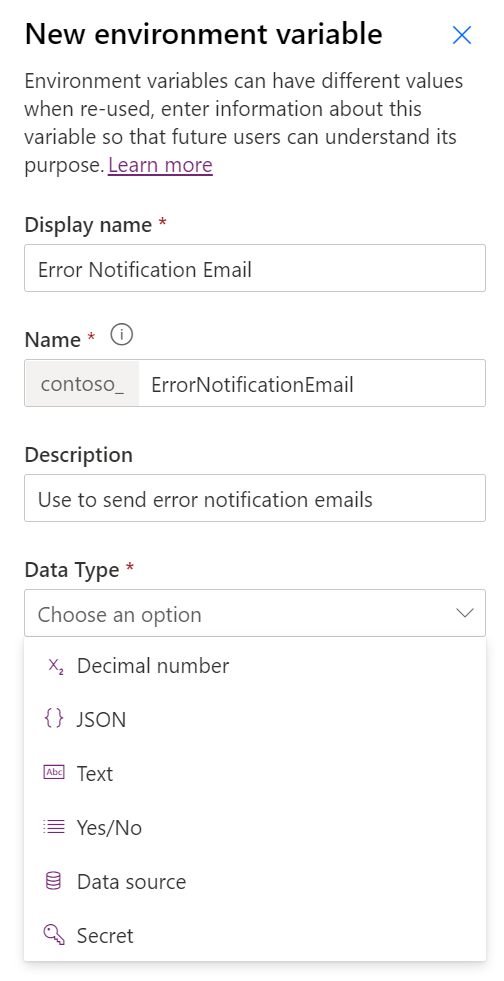 New environment variable
Environment variables can have different values
when re-used, enter information about this
variable so that future users can understand its
purpose. Learn more
Display name *
Error Notification Email
Name *
contoso_ ErrorNotificationEmail
Description
Use to send error notification emails
Data Type *
Choose an option
X₂ Decimal number
{} JSON
Abc Text
Yes/No
Data source
Secret